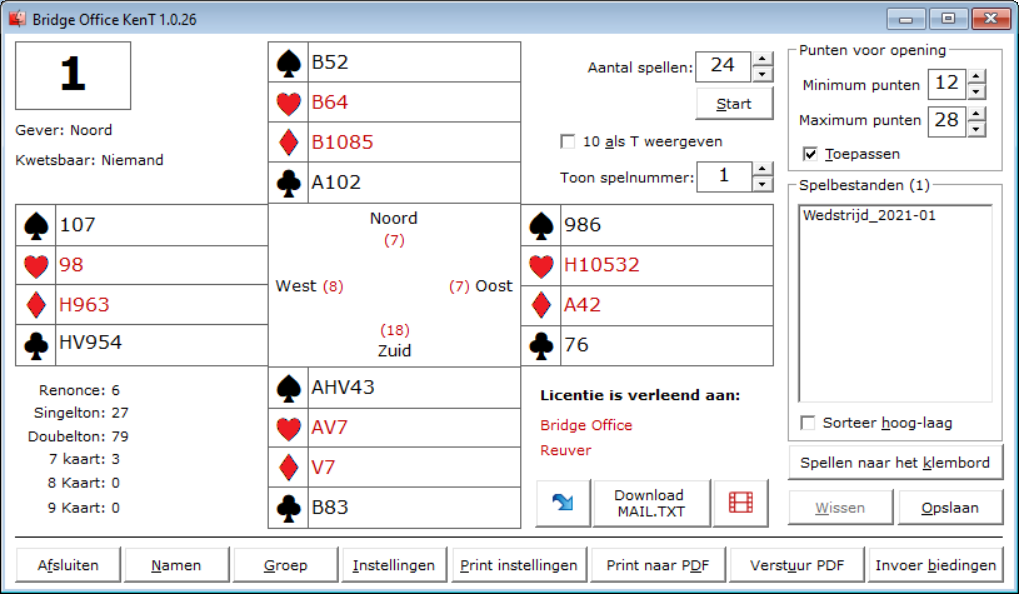 Bridge Office KenT 1.0.26
1
Gever: Noord
Kwetsbaar: Niemand
B52
B64
B1085
A102
Aantal spellen: 24
Start
10 als T weergeven
Toon spelnummer: 1
Punten voor opening
Minimum punten 12
Maximum punten 28
Toepassen
Spelbestanden (1)
Wedstrijd_2021-01
107
98
H963
HV954
Noord
(7)
West (8)
(7) Oost
(18)
Zuid
986
H10532
A42
76
Renonce: 6
Singelton: 27
Doubelton: 79
7 kaart: 3
8 Kaart: 0
9 Kaart: 0
AHV43
AV7
V7
B83
Licentie is verleend aan:
Bridge Office
Reuver
Download
MAIL.TXT
Sorteer hoog-laag
Spellen naar het klembord
Wissen
Opslaan
Afsluiten
Namen
Groep
Instellingen
Print instellingen
Print naar PDF
Verstuur PDF
Invoer biedingen